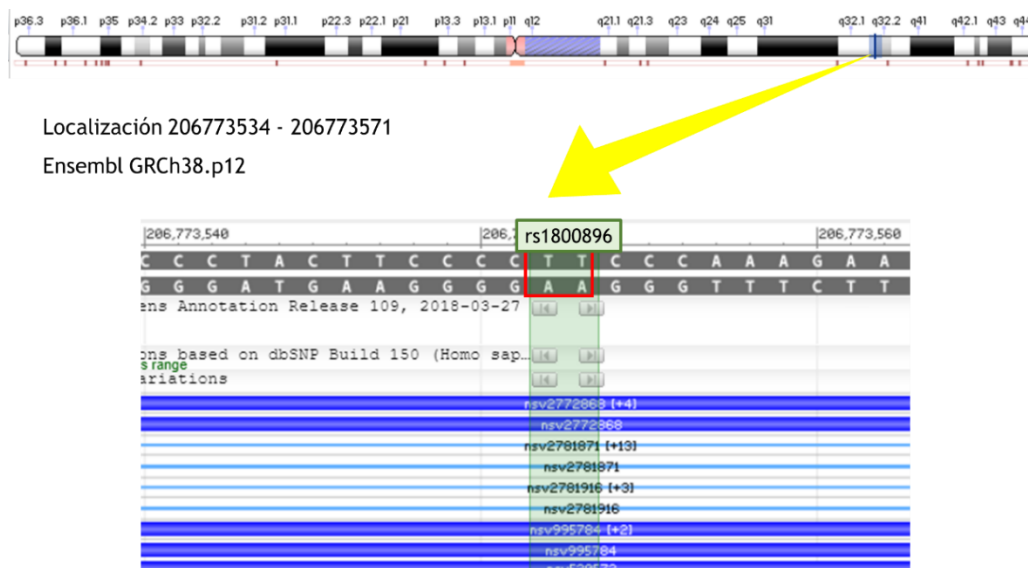 p36.3 p36.1 p35 p34.2 p33 p32.2 p31.2 p31.1 p22.3 p22.1 p21 p13.3 p13.1 p11 q12 q21.1 q21.3 q23 q24 q25 q31 q32.1 q32.2 q41 q42.1 q43 q44
Localización 206773534 - 206773571
Ensembl GRCh38.p12
206,773,540 206,7 rs1800896 206,773,560
C C C T A C T T C C C C T T C C C A A A G A A
G G G A T G A A G G G G A A G G G T T T C T T
ens Annotation Release 109, 2018-03-27
ons based on dbSNP Build 150 (Homo sap…
s range
ariations
nsv2772868 [+4]
nsv2772868
nsv2781871 [+13]
nsv2781871
nsv2781916 [+3]
nsv2781916
nsv995784 [+2]
nsv995784